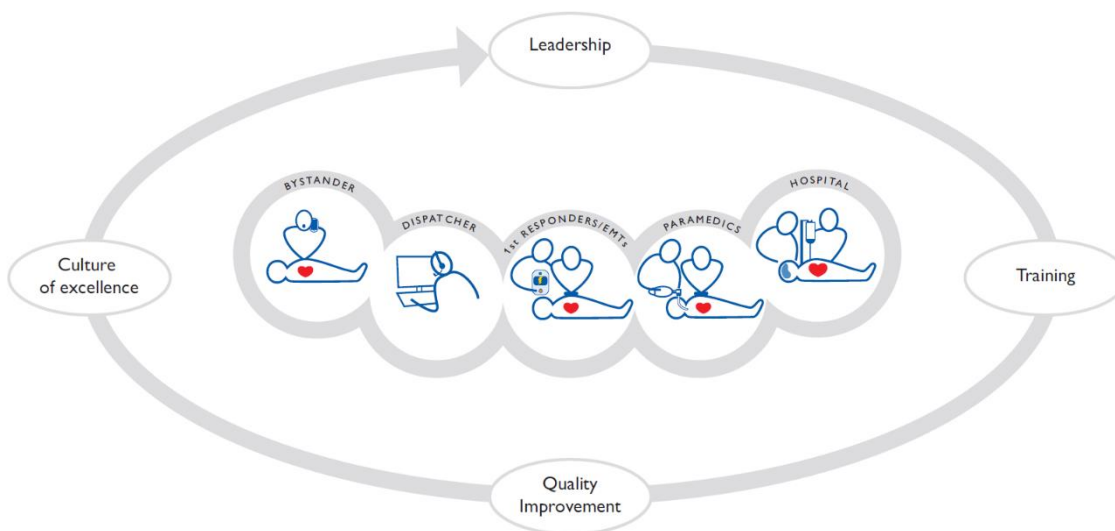 Leadership
BYSTANDER
DISPATCHER
1st RESPONDERS/EMTs
PARAMEDICS
HOSPITAL
Culture
of excellence
Training
Quality
Improvement